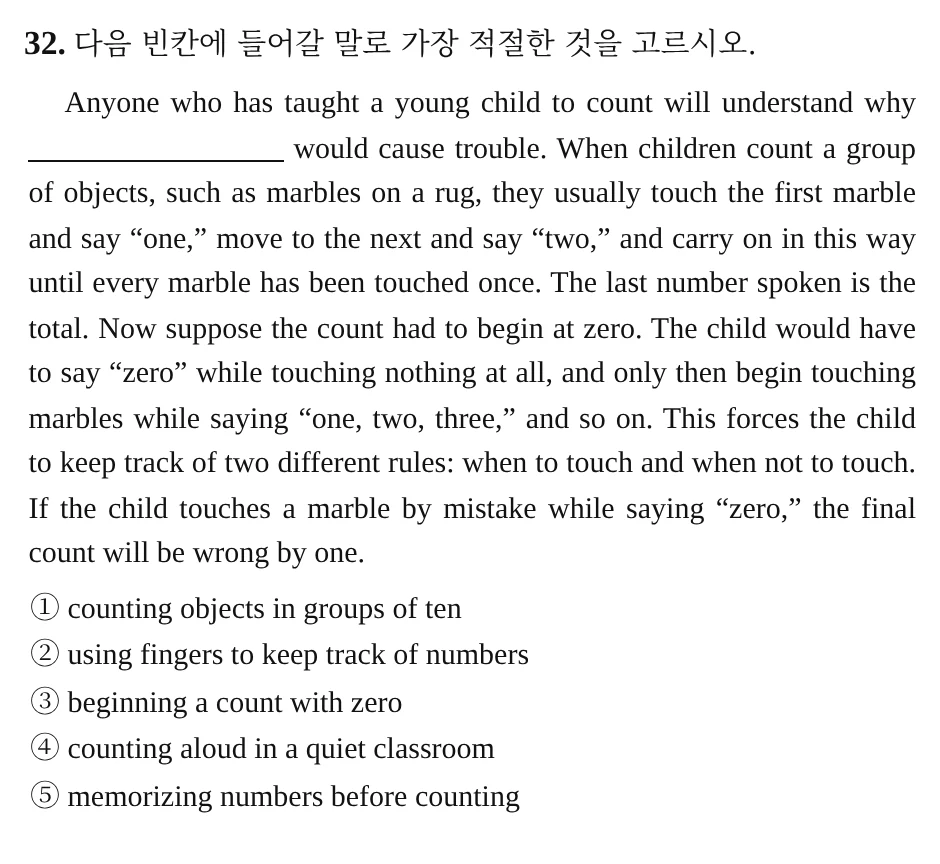 32. 다음 빈칸에 들어갈 말로 가장 적절한 것을 고르시오.
Anyone who has taught a young child to count will understand why
________________ would cause trouble. When children count a group
of objects, such as marbles on a rug, they usually touch the first marble
and say “one,” move to the next and say “two,” and carry on in this way
until every marble has been touched once. The last number spoken is the
total. Now suppose the count had to begin at zero. The child would have
to say “zero” while touching nothing at all, and only then begin touching
marbles while saying “one, two, three,” and so on. This forces the child
to keep track of two different rules: when to touch and when not to touch.
If the child touches a marble by mistake while saying “zero,” the final
count will be wrong by one.
① counting objects in groups of ten
② using fingers to keep track of numbers
③ beginning a count with zero
④ counting aloud in a quiet classroom
⑤ memorizing numbers before counting